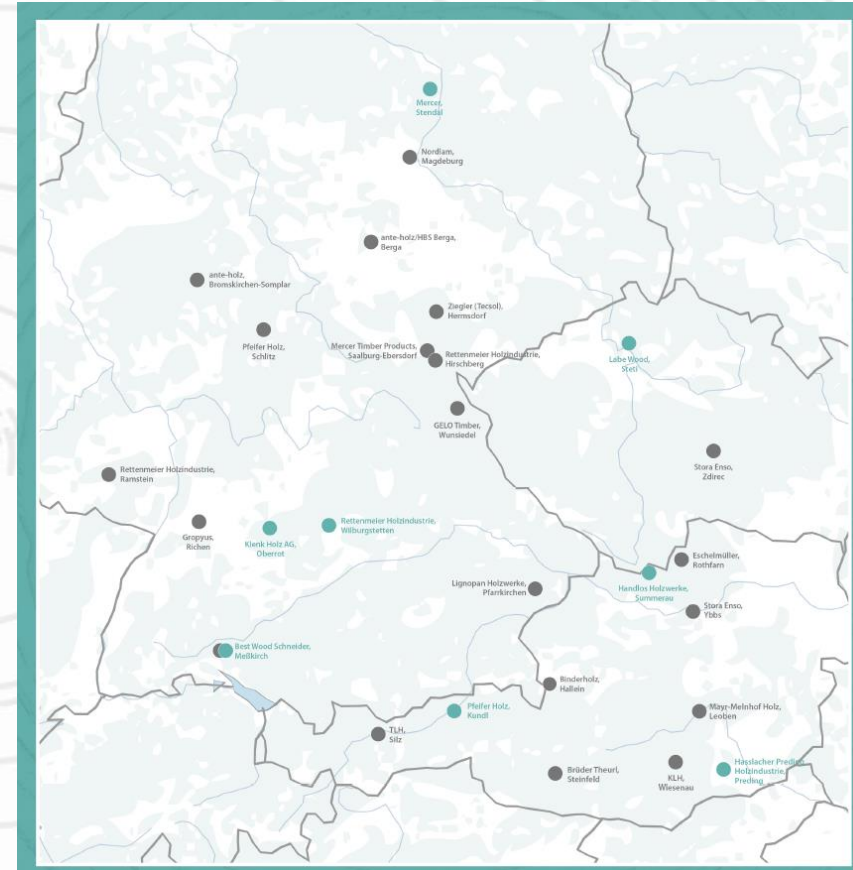 Mercer,
Stendal
Nordlam,
Magdeburg
ante-holz/HBS Berga,
Berga
ante-holz,
Bromskirchen-Somplar
Ziegler (Tecsol),
Hermsdorf
Pfeifer Holz,
Schlitz
Mercer Timber Products,
Saalburg-Ebersdorf
Rettenmeier Holzindustrie,
Hirschberg
Labe Wood,
Steti
GELO Timber,
Wunsiedel
Stora Enso,
Zdirec
Rettenmeier Holzindustrie,
Ramstein
Gropyus,
Richen
Klenk Holz AG,
Oberrot
Rettenmeier Holzindustrie,
Wilburgstetten
Eschelmüller,
Rothfarn
Lignopan Holzwerke,
Pfarrkirchen
Handlos Holzwerke,
Summerau
Stora Enso,
Ybbs
Best Wood Schneider,
Meßkirch
Binderholz,
Hallein
Pfeifer Holz,
Kundl
Mayr-Melnhof Holz,
Leoben
TLH,
Silz
Brüder Theurl,
Steinfeld
KLH,
Wiesenau
Hasslacher Preding
Holzindustrie,
Preding